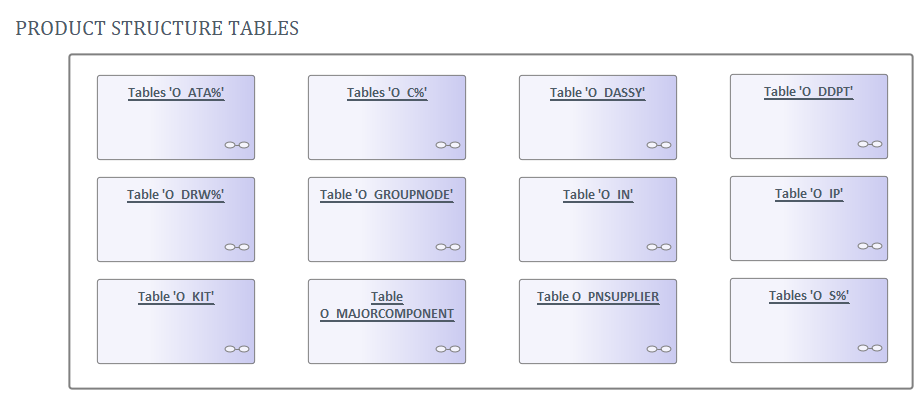 PRODUCT STRUCTURE TABLES
Tables 'O_ATA%'
Tables 'O_C%'
Table 'O_DASSY'
Table 'O_DDPT'
Table 'O_DRW%'
Table 'O_GROUPNODE'
Table 'O_IN'
Table 'O_IP'
Table 'O_KIT'
Table
O_MAJORCOMPONENT
Table O_PNSUPPLIER
Tables 'O_S%'